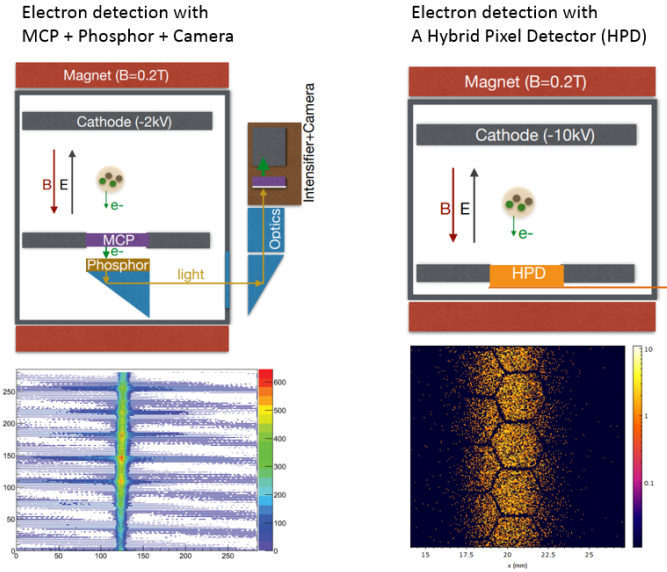 Electron detection with
MCP + Phosphor + Camera
Magnet (B=0.2T)
Cathode (-2kV)
B
E
e-
MCP
e-
Phosphor
light
Optics
Intensifier+Camera
250
200
150
100
50
0
0
50
100
150
200
250
600
500
400
300
200
100
0
Electron detection with
A Hybrid Pixel Detector (HPD)
Magnet (B=0.2T)
Cathode (-10kV)
B
E
e-
HPD
15
17.5
20
22.5
25
x (mm)
10
1
0.1